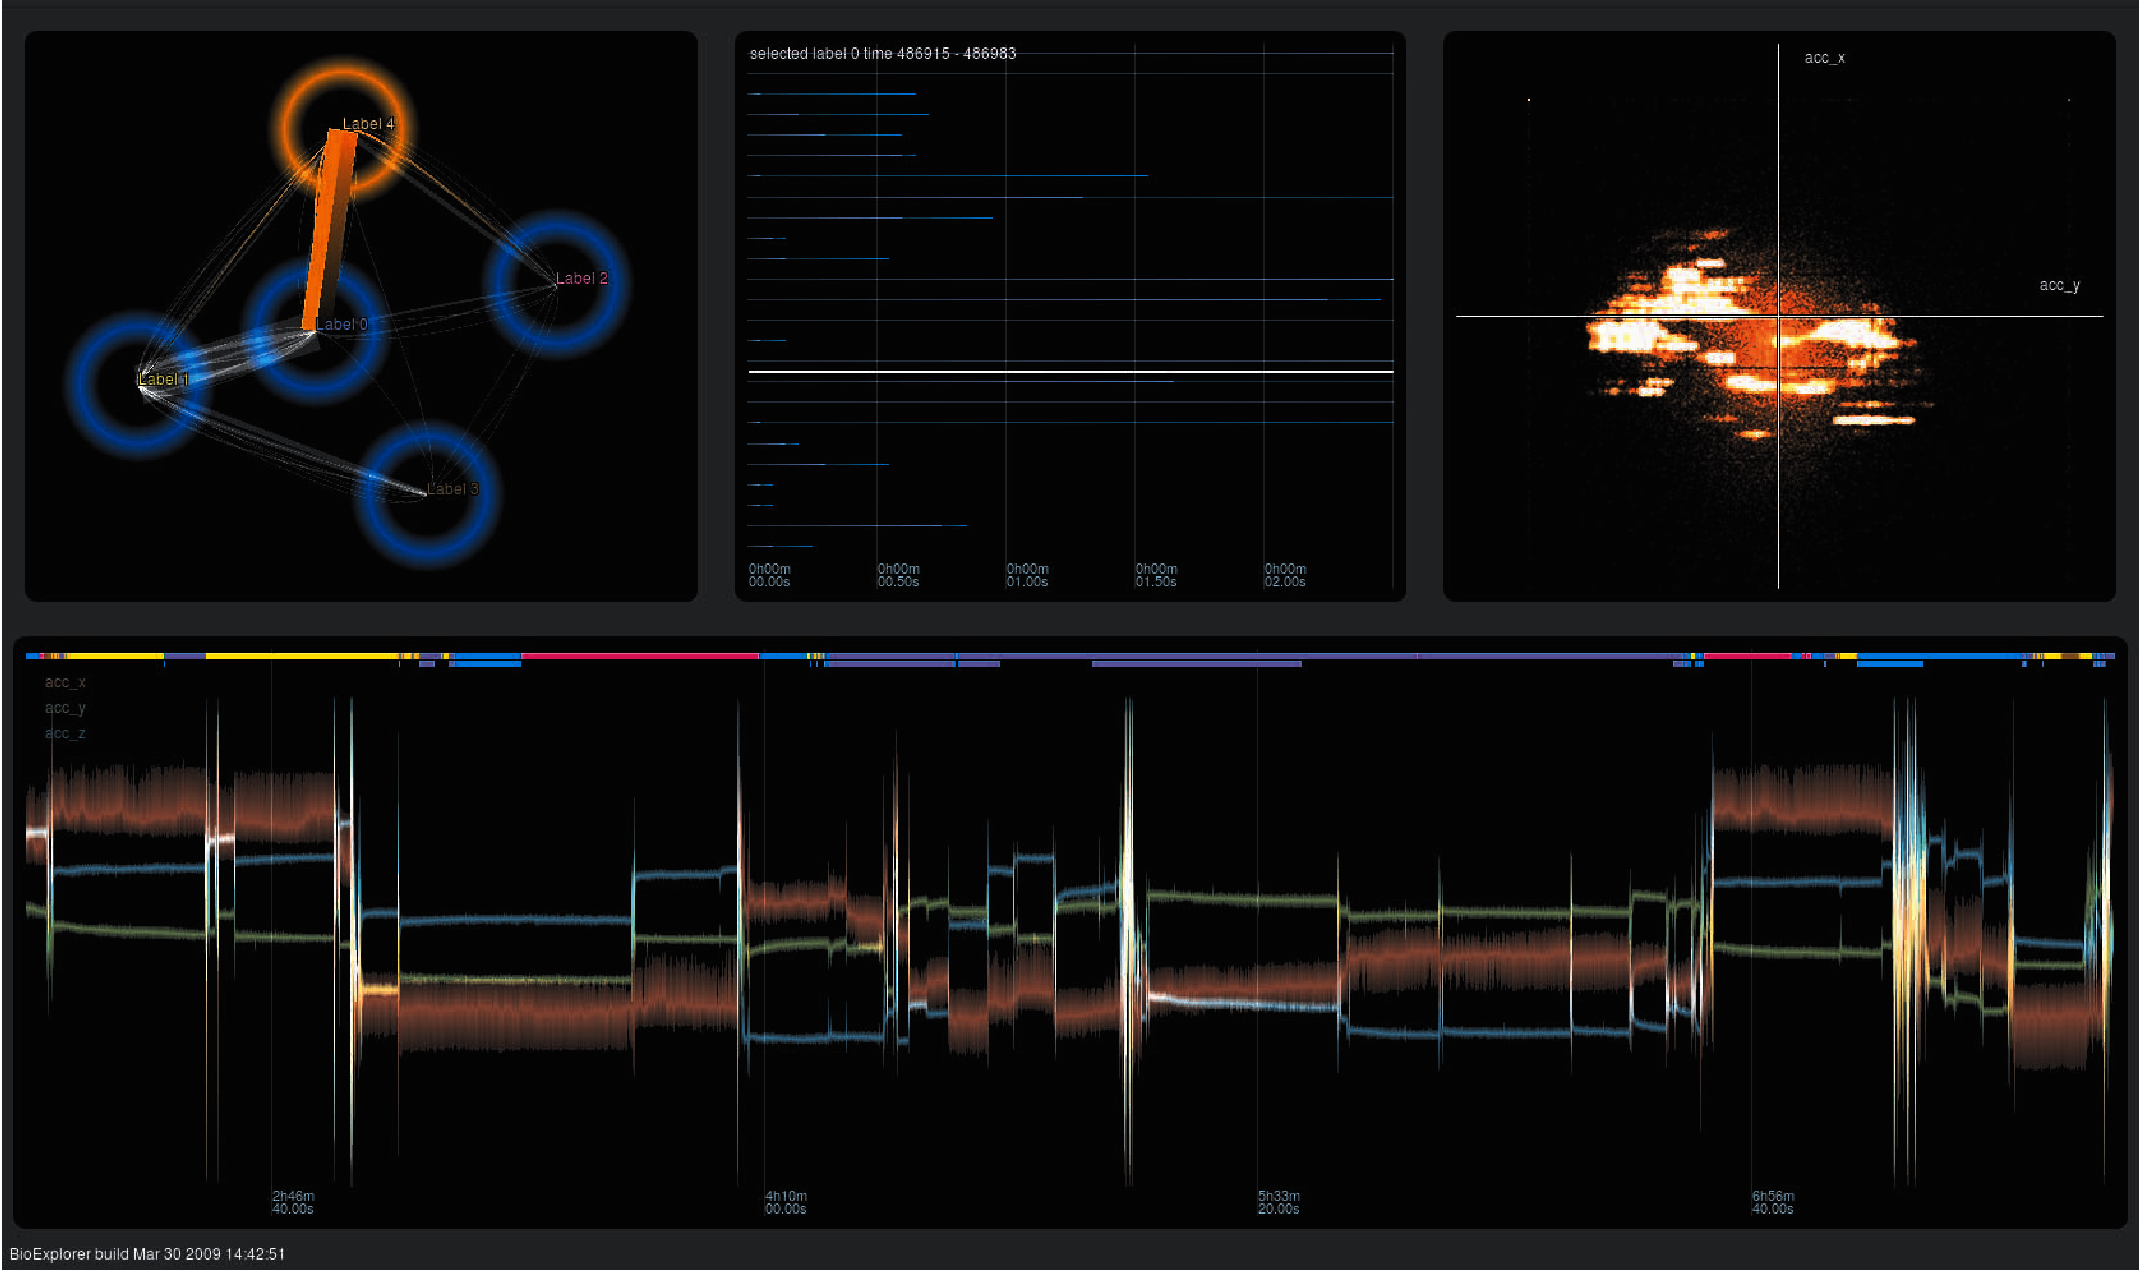 Label 4
Label 2
Label 0
Label 1
Label 3
selected label 0 time 486915 - 486983
0h00m
00.00s
0h00m
00.50s
0h00m
01.00s
0h00m
01.50s
0h00m
02.00s
acc_x
acc_y
acc_x
acc_y
acc_z
2h46m
40.00s
4h10m
00.00s
5h33m
20.00s
6h56m
40.00s
BioExplorer build Mar 30 2009 14:42:51